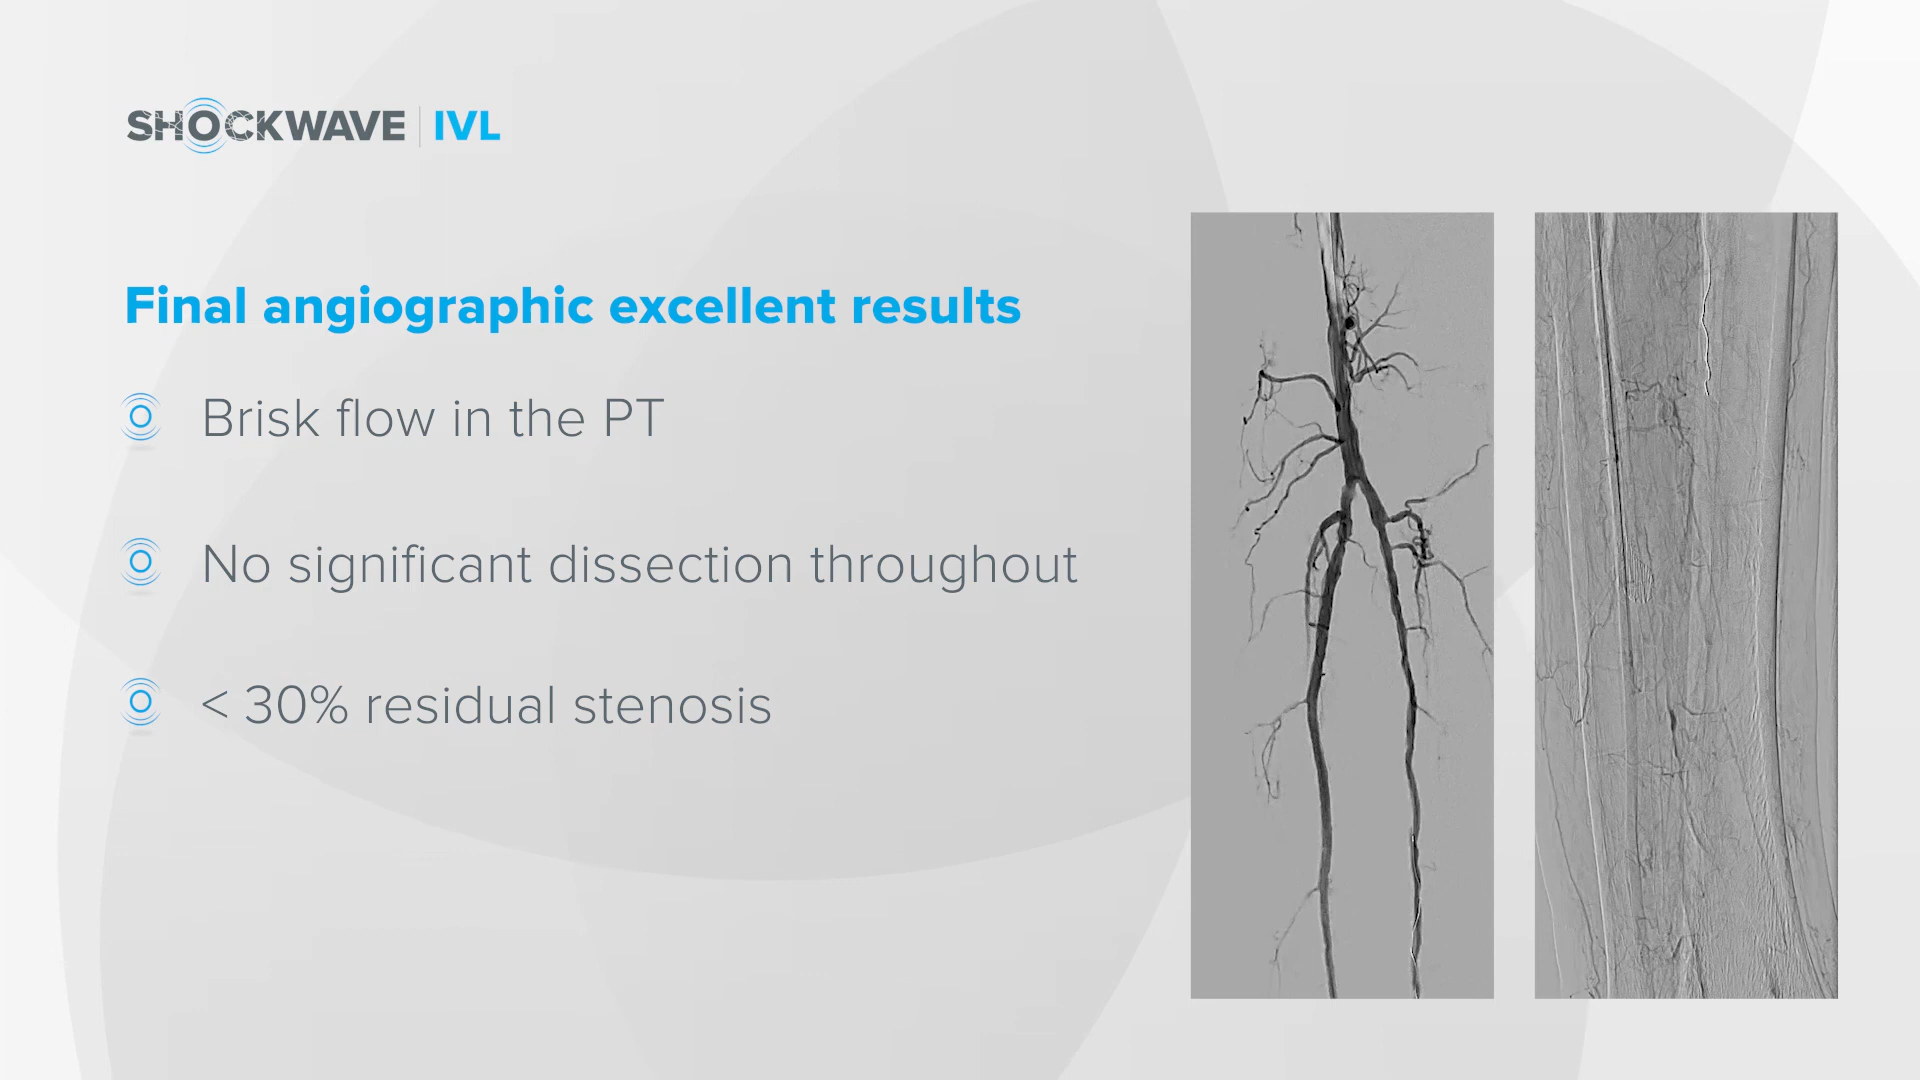 SHOCKWAVE | IVL
Final angiographic excellent results
Brisk flow in the PT
No significant dissection throughout
< 30% residual stenosis